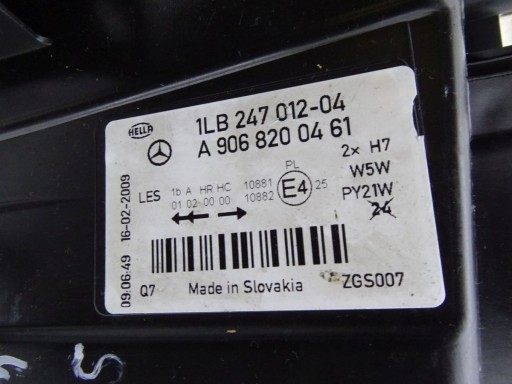 HELLA
1LB 247 012-04
A 906 820 04 61
2x H7
W5W
PY21W
24
LES
1b A HR HC
01 02 00 00
10881
10882
PL
E4
25
09:06:49 16-02-2009
Q7
Made in Slovakia
ZGS007